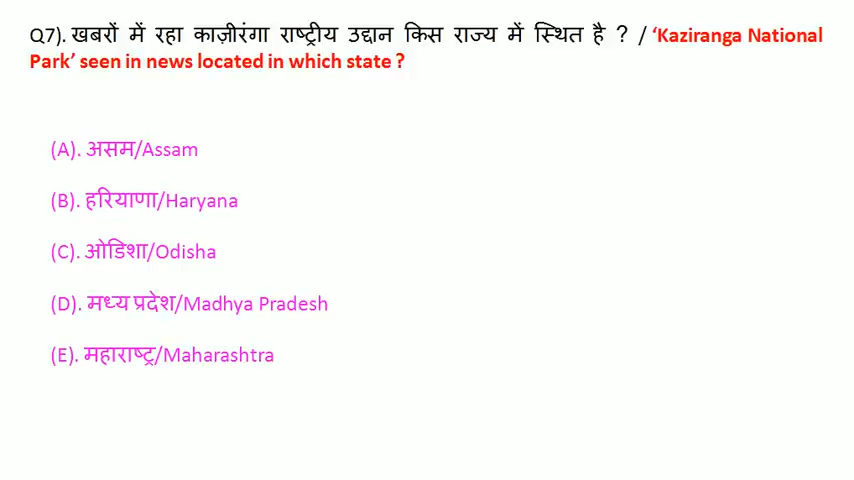 Q7). खबरों में रहा काज़ीरंगा राष्ट्रीय उद्दान किस राज्य में स्थित है ? / ‘Kaziranga National
Park’ seen in news located in which state ?
(A). असम/Assam
(B). हरियाणा/Haryana
(C). ओडिशा/Odisha
(D). मध्य प्रदेश/Madhya Pradesh
(E). महाराष्ट्र/Maharashtra